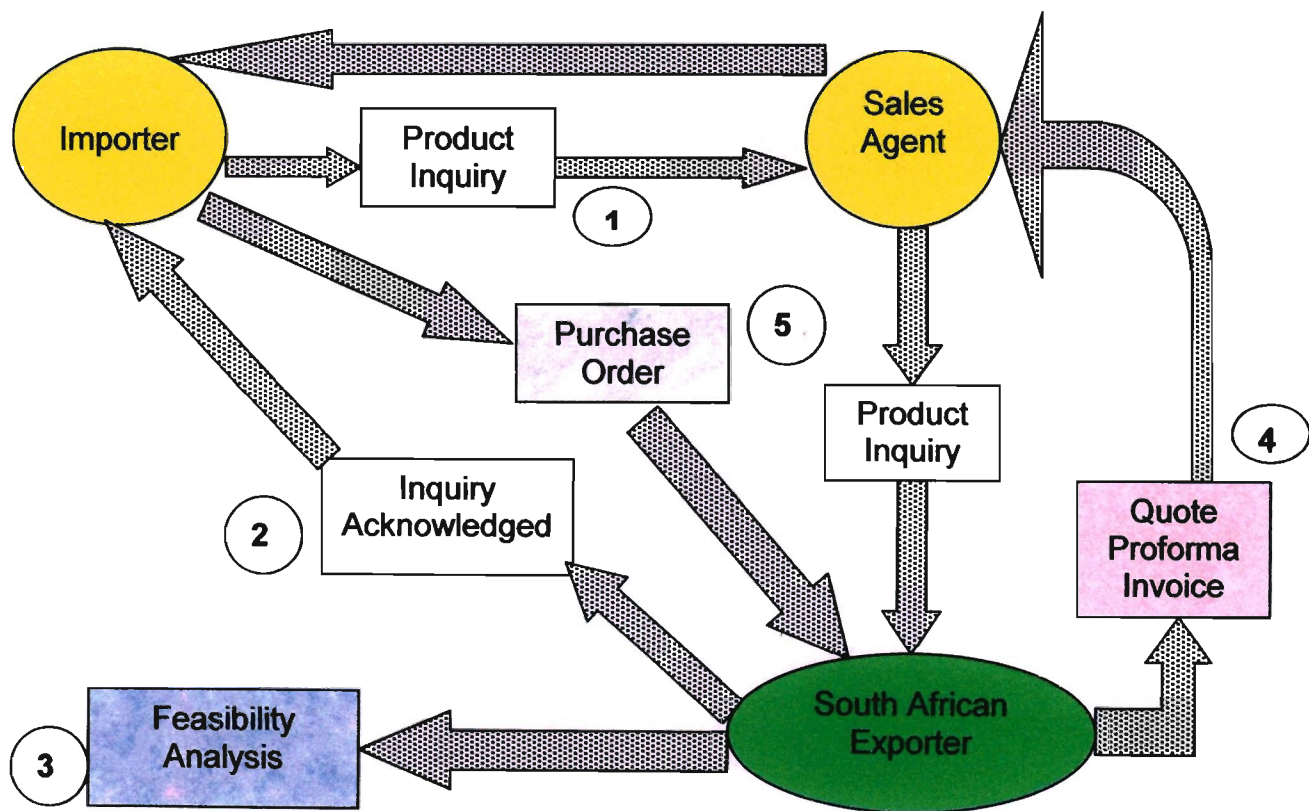 Importer
Product
Inquiry
1
Sales
Agent
Purchase
Order
5
Product
Inquiry
4
Inquiry
Acknowledged
2
Quote
Proforma
Invoice
3
Feasibility
Analysis
South African
Exporter